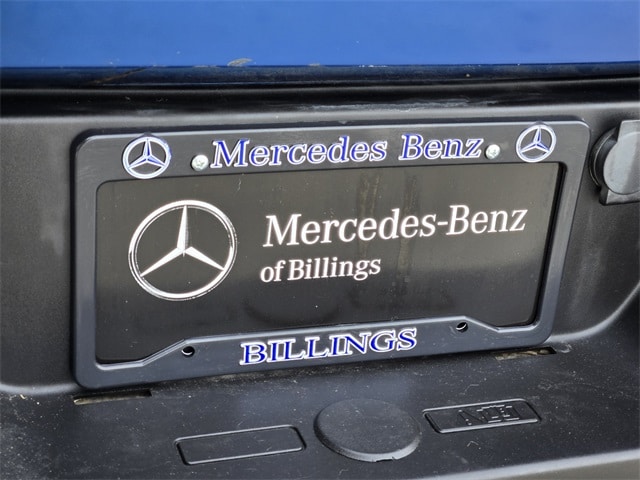 Mercedes Benz
Mercedes-Benz
of Billings
BILLINGS